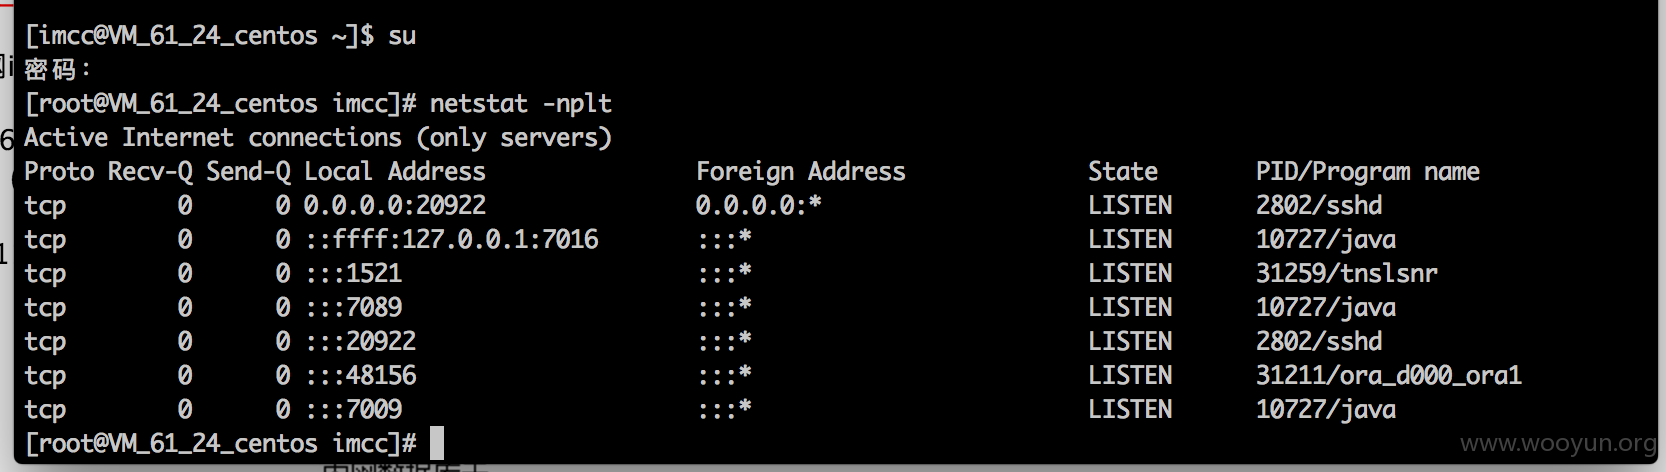 [imcc@VM_61_24_centos ~]$ su
密码：
[root@VM_61_24_centos imcc]# netstat -nplt
Active Internet connections (only servers)
Proto Recv-Q Send-Q Local Address               Foreign Address             State       PID/Program name
tcp        0      0 0.0.0.0:20922               0.0.0.0:*                   LISTEN      2802/sshd
tcp        0      0 ::ffff:127.0.0.1:7016       :::*                        LISTEN      10727/java
tcp        0      0 :::1521                     :::*                        LISTEN      31259/tnslsnr
tcp        0      0 :::7089                     :::*                        LISTEN      10727/java
tcp        0      0 :::20922                    :::*                        LISTEN      2802/sshd
tcp        0      0 :::48156                    :::*                        LISTEN      31211/ora_d000_ora1
tcp        0      0 :::7009                     :::*                        LISTEN      10727/java
[root@VM_61_24_centos imcc]#
www.wooyun.org